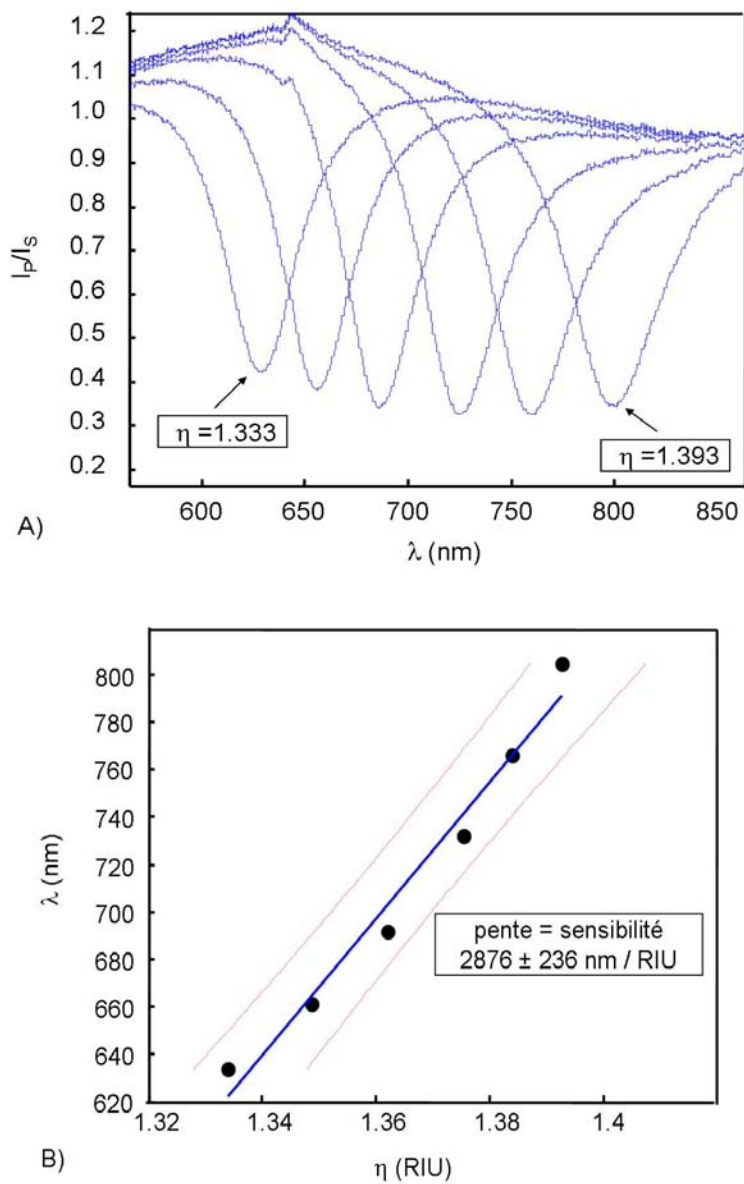 1.2
1.1
1.0
0.9
0.8
0.7
0.6
0.5
0.4
0.3
0.2
I_P/I_S
η =1.333
η =1.393
600 650 700 750 800 850
λ (nm)
A)
800
760
740
720
700
680
660
640
620
λ (nm)
pente = sensibilité
2876 ± 236 nm / RIU
1.32 1.34 1.36 1.38 1.4
η (RIU)
B)